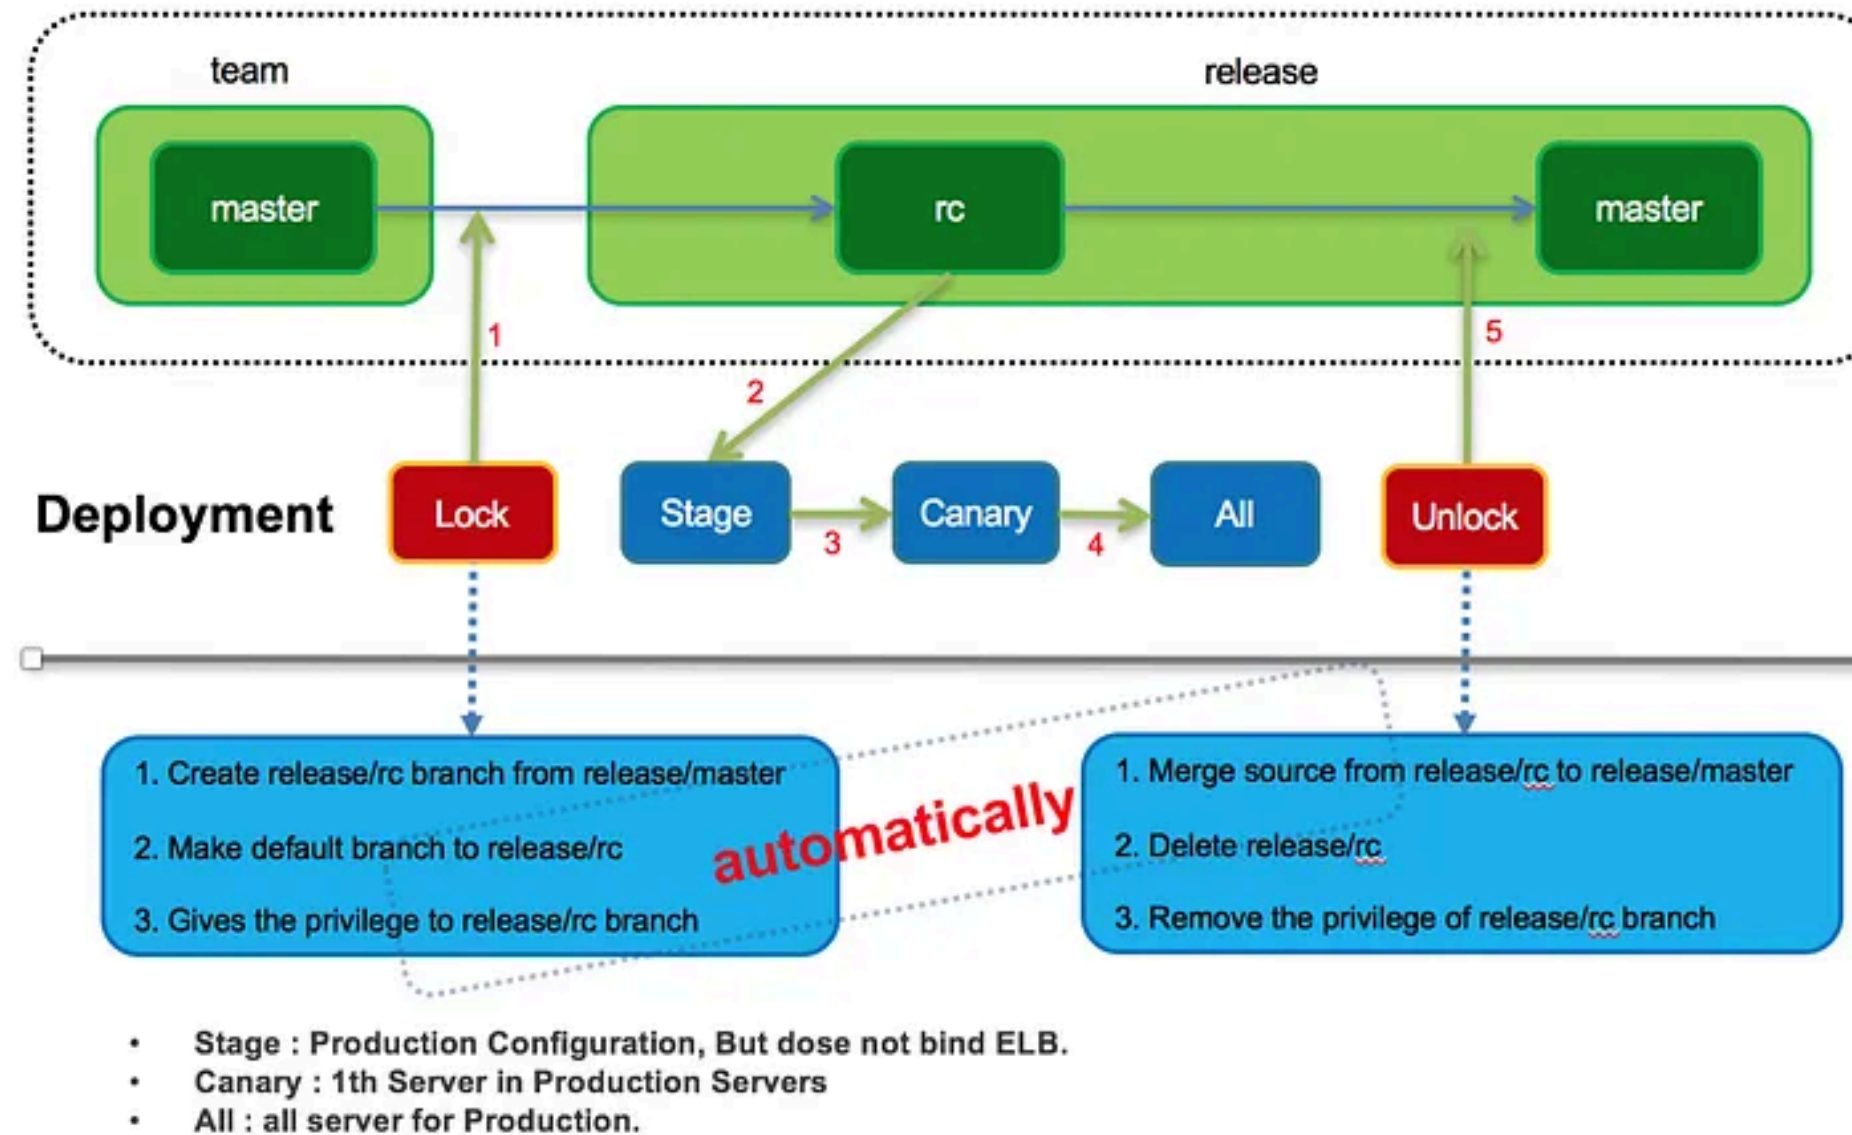 team
release
master
rc
master
1
2
5
Deployment
Lock
Stage
3
Canary
4
All
Unlock
1. Create release/rc branch from release/master
2. Make default branch to release/rc
3. Gives the privilege to release/rc branch
automatically
1. Merge source from release/rc to release/master
2. Delete release/rc
3. Remove the privilege of release/rc branch
• Stage : Production Configuration, But dose not bind ELB.
• Canary : 1th Server in Production Servers
• All : all server for Production.